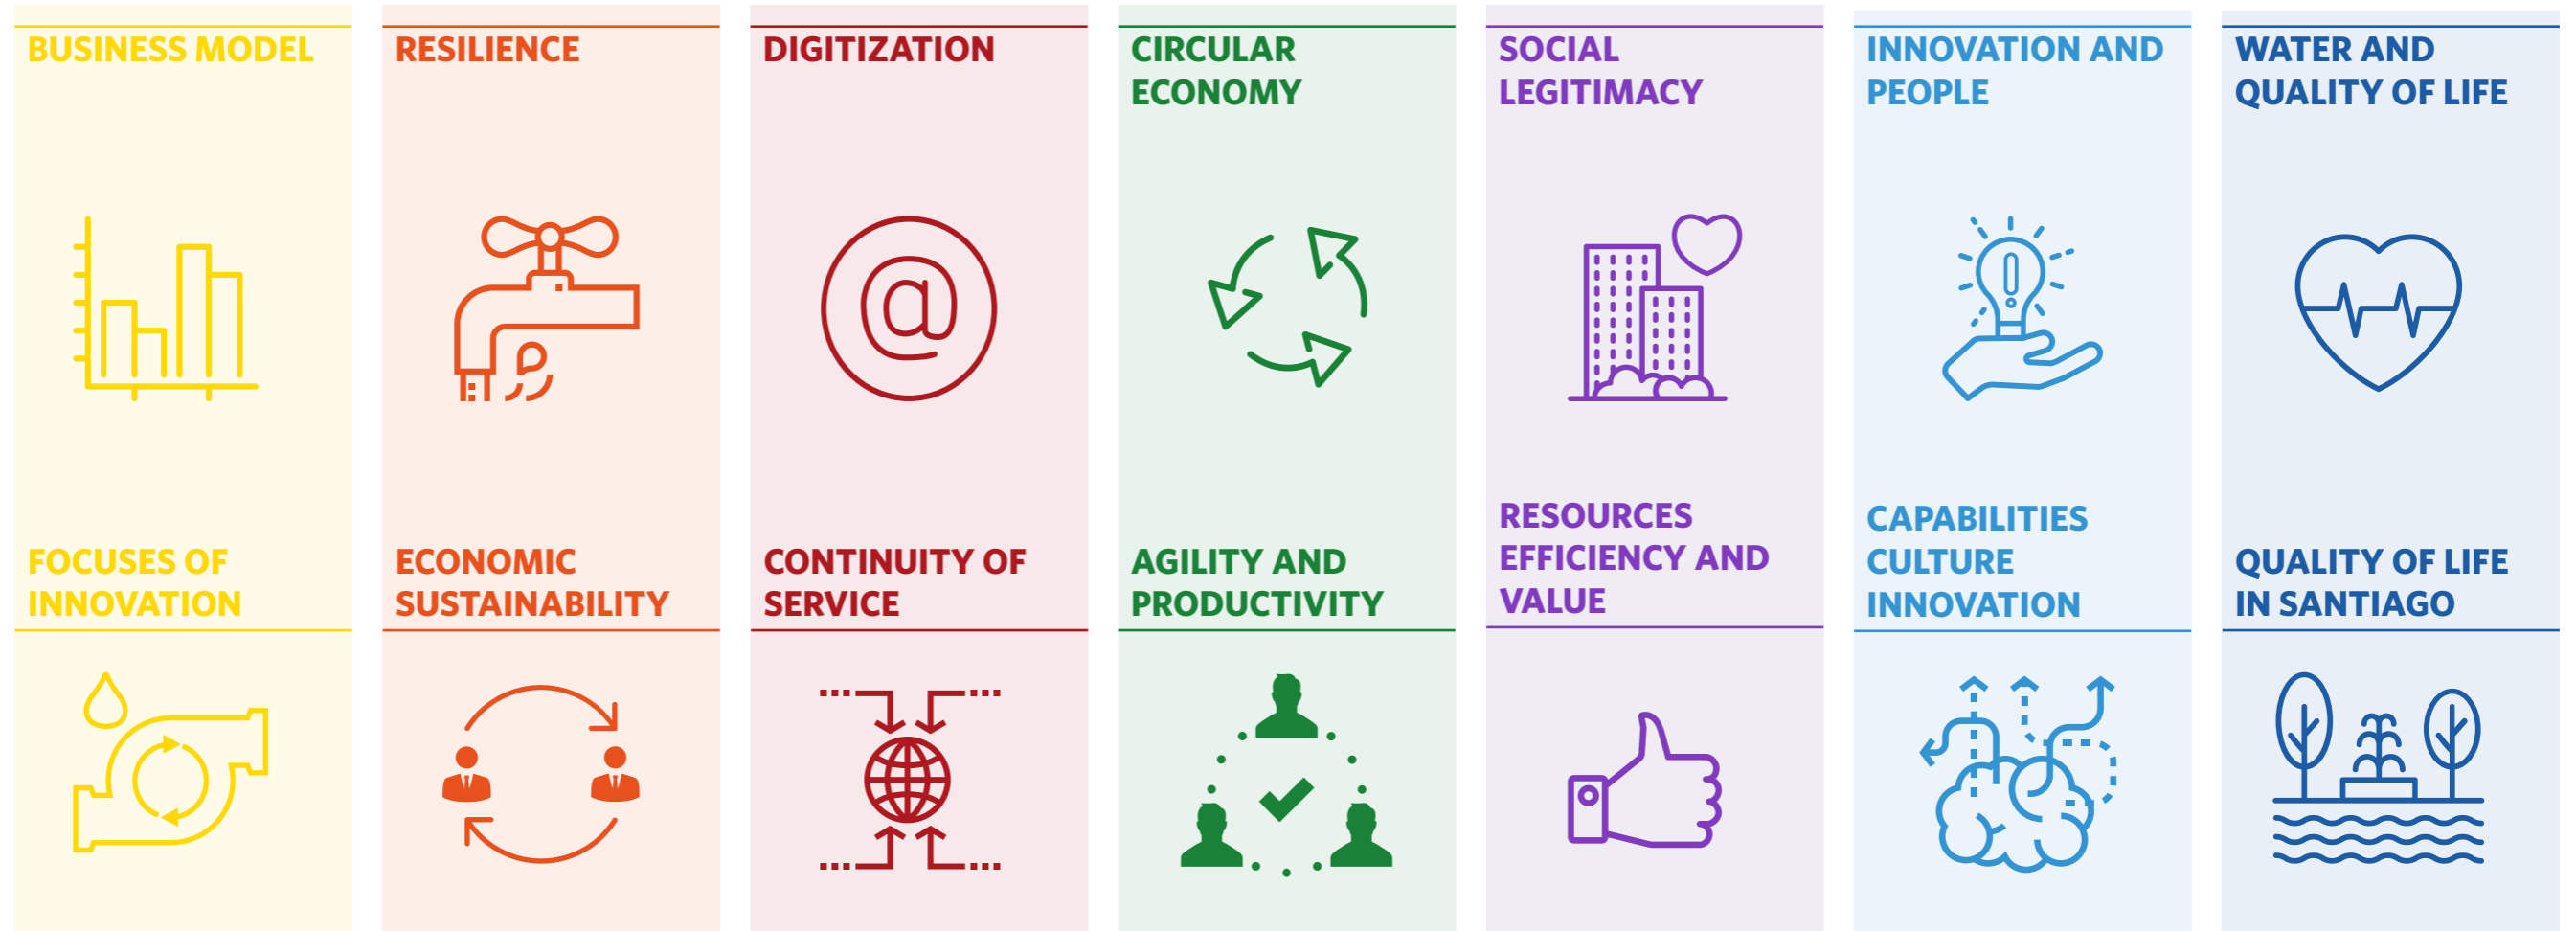 BUSINESS MODEL
FOCUSES OF
INNOVATION
RESILIENCE
ECONOMIC
SUSTAINABILITY
DIGITIZATION
CONTINUITY OF
SERVICE
CIRCULAR
ECONOMY
AGILITY AND
PRODUCTIVITY
SOCIAL
LEGITIMACY
RESOURCES
EFFICIENCY AND
VALUE
INNOVATION AND
PEOPLE
CAPABILITIES
CULTURE
INNOVATION
WATER AND
QUALITY OF LIFE
QUALITY OF LIFE
IN SANTIAGO